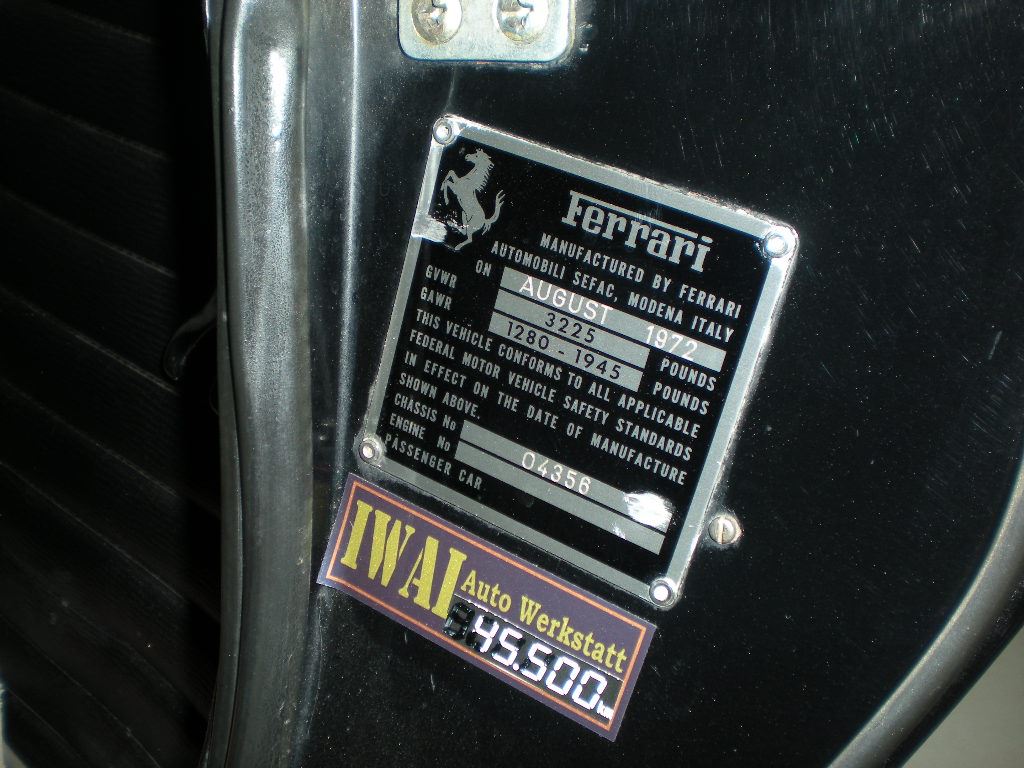 Ferrari
MANUFACTURED BY FERRARI
AUTOMOBILI SEFAC, MODENA ITALY
ON AUGUST 1972
GVWR 3225 POUNDS
GAWR 1280 - 1945 POUNDS
THIS VEHICLE CONFORMS TO ALL APPLICABLE
FEDERAL MOTOR VEHICLE SAFETY STANDARDS
IN EFFECT ON THE DATE OF MANUFACTURE
SHOWN ABOVE.
CHASSIS No 04356
ENGINE No
PASSENGER CAR
IWAI Auto Werkstatt
45.500 km